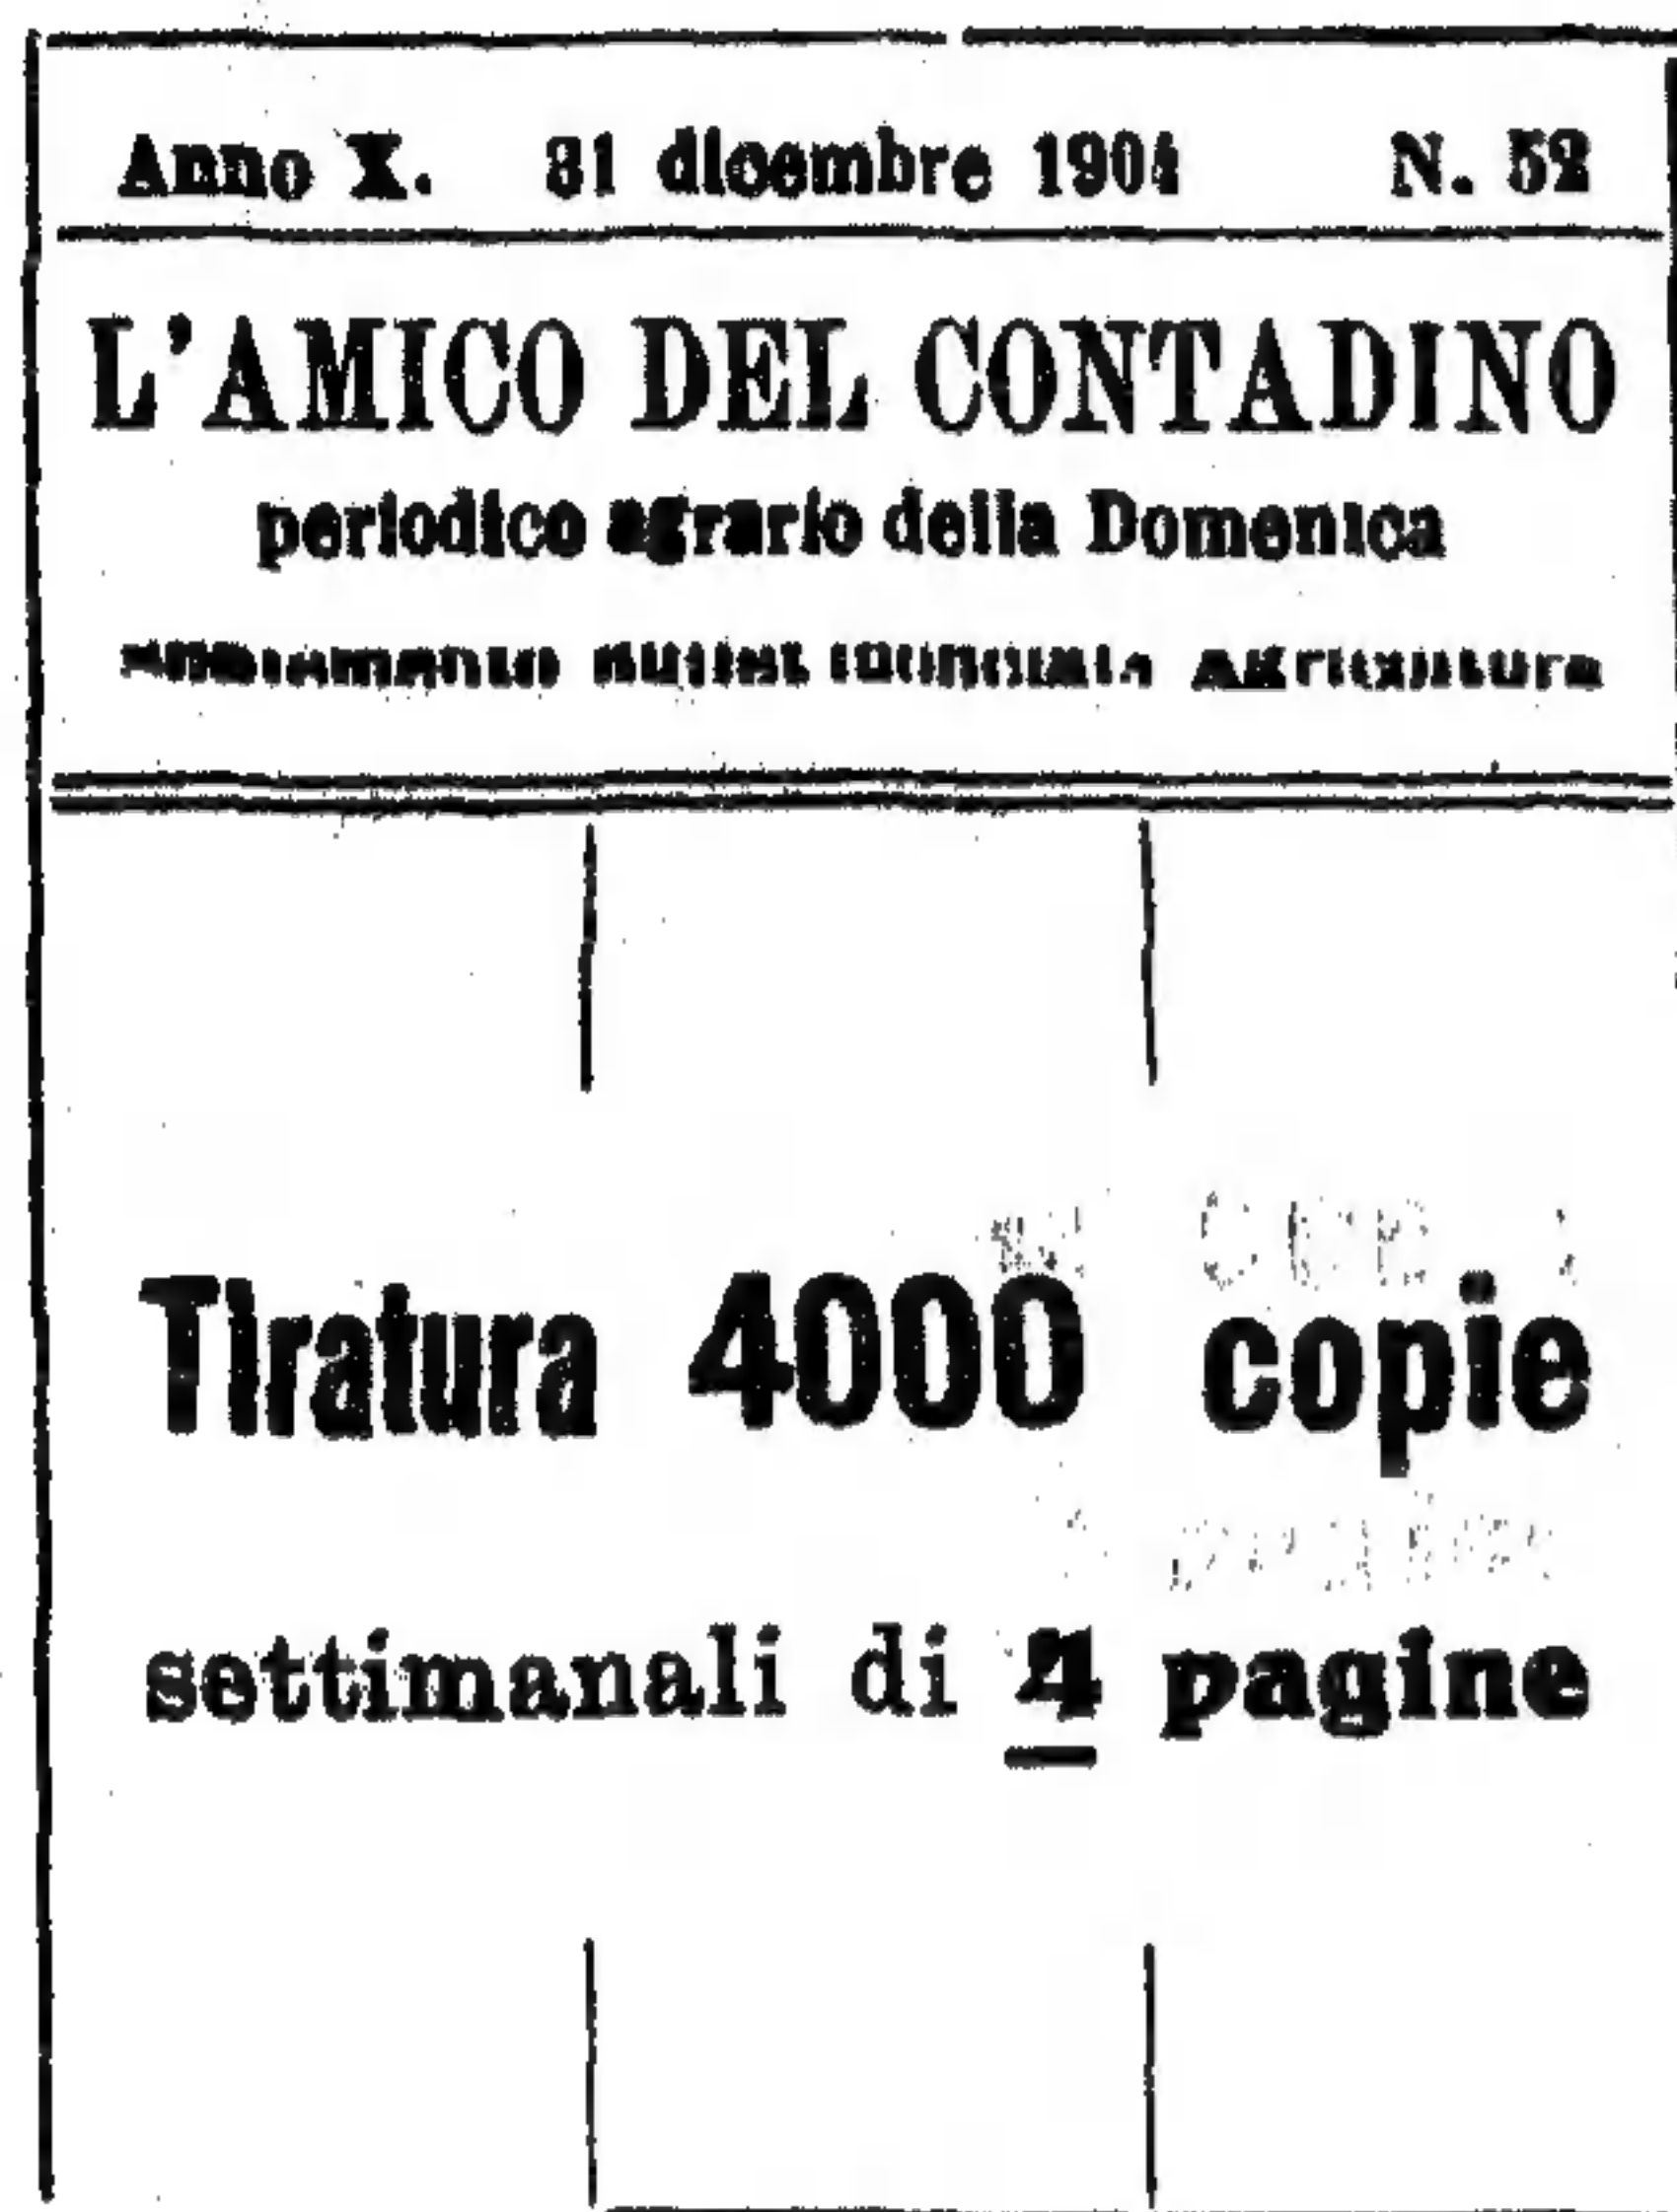 Anno X. 31 dicembre 1904 N. 52
L'AMICO DEL CONTADINO
periodico agrario della Domenica
Agricoltura
Tiratura 4000 copie
settimanali di 4 pagine